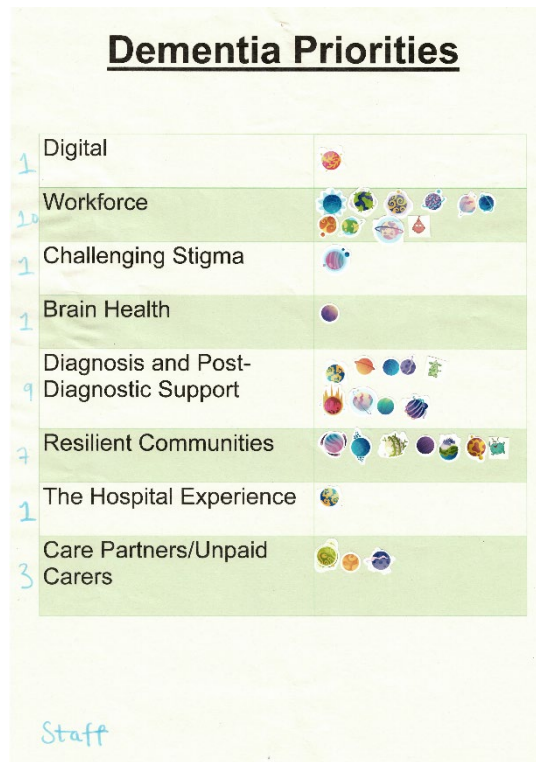 Dementia Priorities
1 Digital
10 Workforce
1 Challenging Stigma
1 Brain Health
Diagnosis and Post-
9 Diagnostic Support
7 Resilient Communities
1 The Hospital Experience
Care Partners/Unpaid
3 Carers
Staff